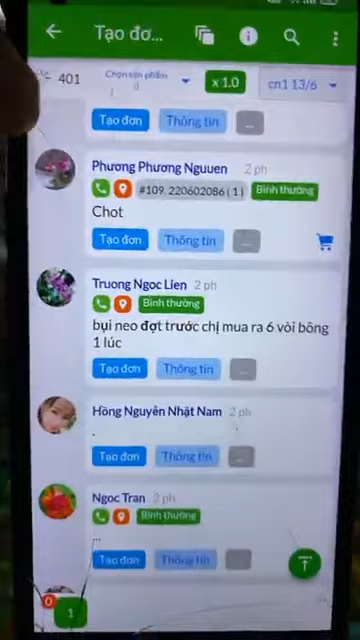 Tạo đơ...
401
Chọn sản phẩm
0
x 1.0
cn1 13/6
Tạo đơn
Thông tin
...
Phương Phương Nguuen 2 ph
#109. 220602086 ( 1 ) Bình thường
Chot
Tạo đơn
Thông tin
...
Truong Ngoc Lien 2 ph
Bình thường
bụi neo đợt trước chị mua ra 6 vòi bông
1 lúc
Tạo đơn
Thông tin
...
Hồng Nguyễn Nhật Nam 2 ph
.
Tạo đơn
Thông tin
...
Ngoc Tran 2 ph
Bình thường
...
Tạo đơn
Thông tin
0
1